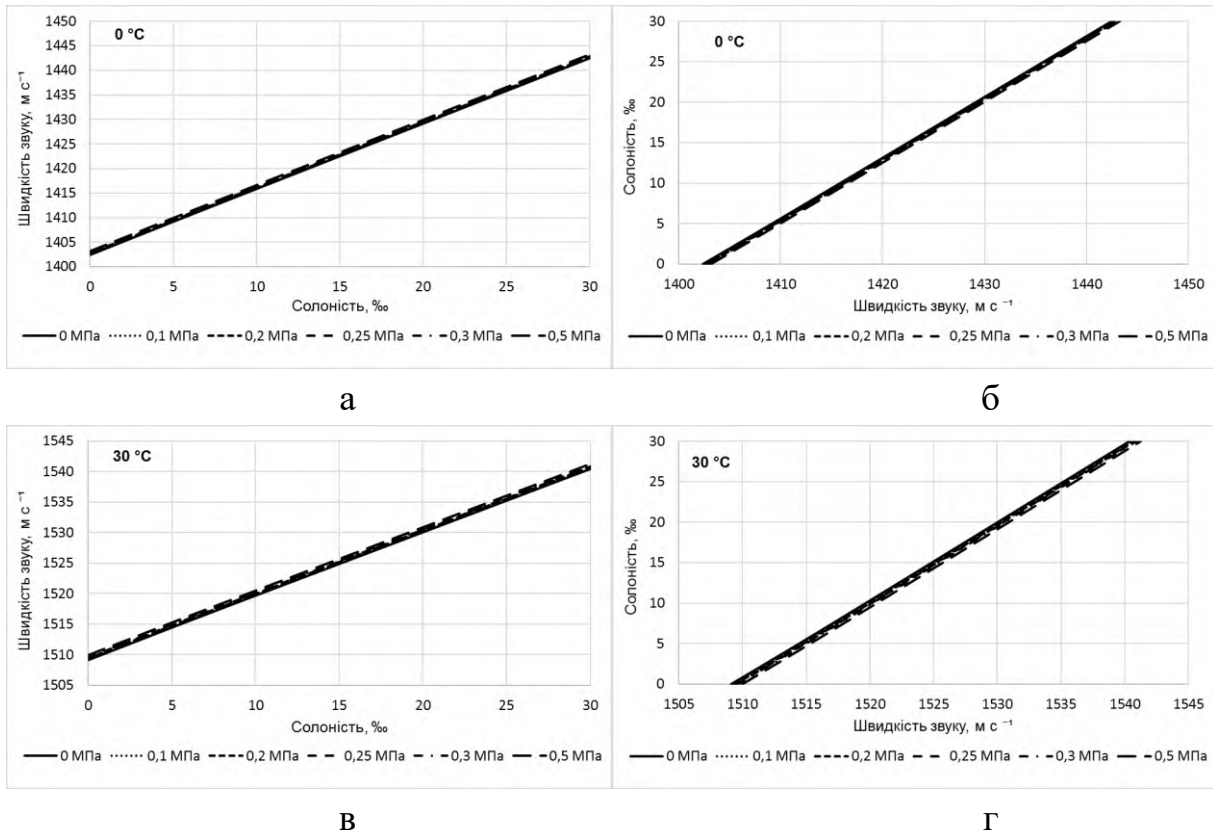 0 °C
1450
1445
1440
1435
1430
1425
1420
1415
1410
1405
1400
Швидкість звуку, м с ⁻¹
0 5 10 15 20 25 30
Солоність, ‰
0 МПа 0,1 МПа 0,2 МПа 0,25 МПа 0,3 МПа 0,5 МПа
а
0 °C
30
25
20
15
10
5
0
Солоність, ‰
1400 1410 1420 1430 1440 1450
Швидкість звуку, м с ⁻¹
0 МПа 0,1 МПа 0,2 МПа 0,25 МПа 0,3 МПа 0,5 МПа
б
30 °C
1545
1540
1535
1530
1525
1520
1515
1510
1505
Швидкість звуку, м с ⁻¹
0 5 10 15 20 25 30
Солоність, ‰
0 МПа 0,1 МПа 0,2 МПа 0,25 МПа 0,3 МПа 0,5 МПа
в
30 °C
30
25
20
15
10
5
0
Солоність, ‰
1505 1510 1515 1520 1525 1530 1535 1540 1545
Швидкість звуку, м с ⁻¹
0 МПа 0,1 МПа 0,2 МПа 0,25 МПа 0,3 МПа 0,5 МПа
г